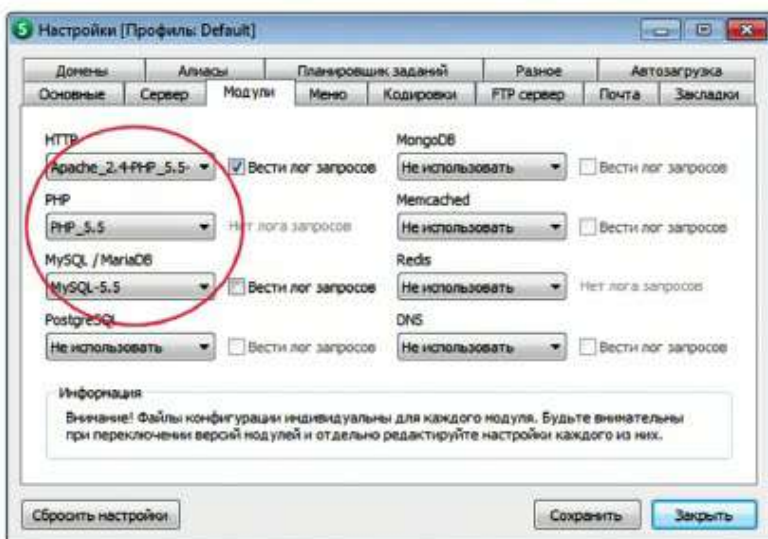 Настройки [Профиль: Default]
Домены Алиасы Планировщик заданий Разное Автозагрузка
Основные Сервер Модули Меню Кодировки FTP сервер Почта Закладки
HTTP MongoDB
Apache_2.4-PHP_5.5- Вести лог запросов Не использовать Вести лог запросов
PHP Memcached
PHP_5.5 Нет лога запросов Не использовать Вести лог запросов
MySQL / MariaDB Redis
MySQL-5.5 Вести лог запросов Не использовать Нет лога запросов
PostgreSQL DNS
Не использовать Вести лог запросов Не использовать Вести лог запросов
Информация
Внимание! Файлы конфигурации индивидуальны для каждого модуля. Будьте внимательны
при переключении версий модулей и отдельно редактируйте настройки каждого из них.
Сбросить настройки Сохранить Закрыть